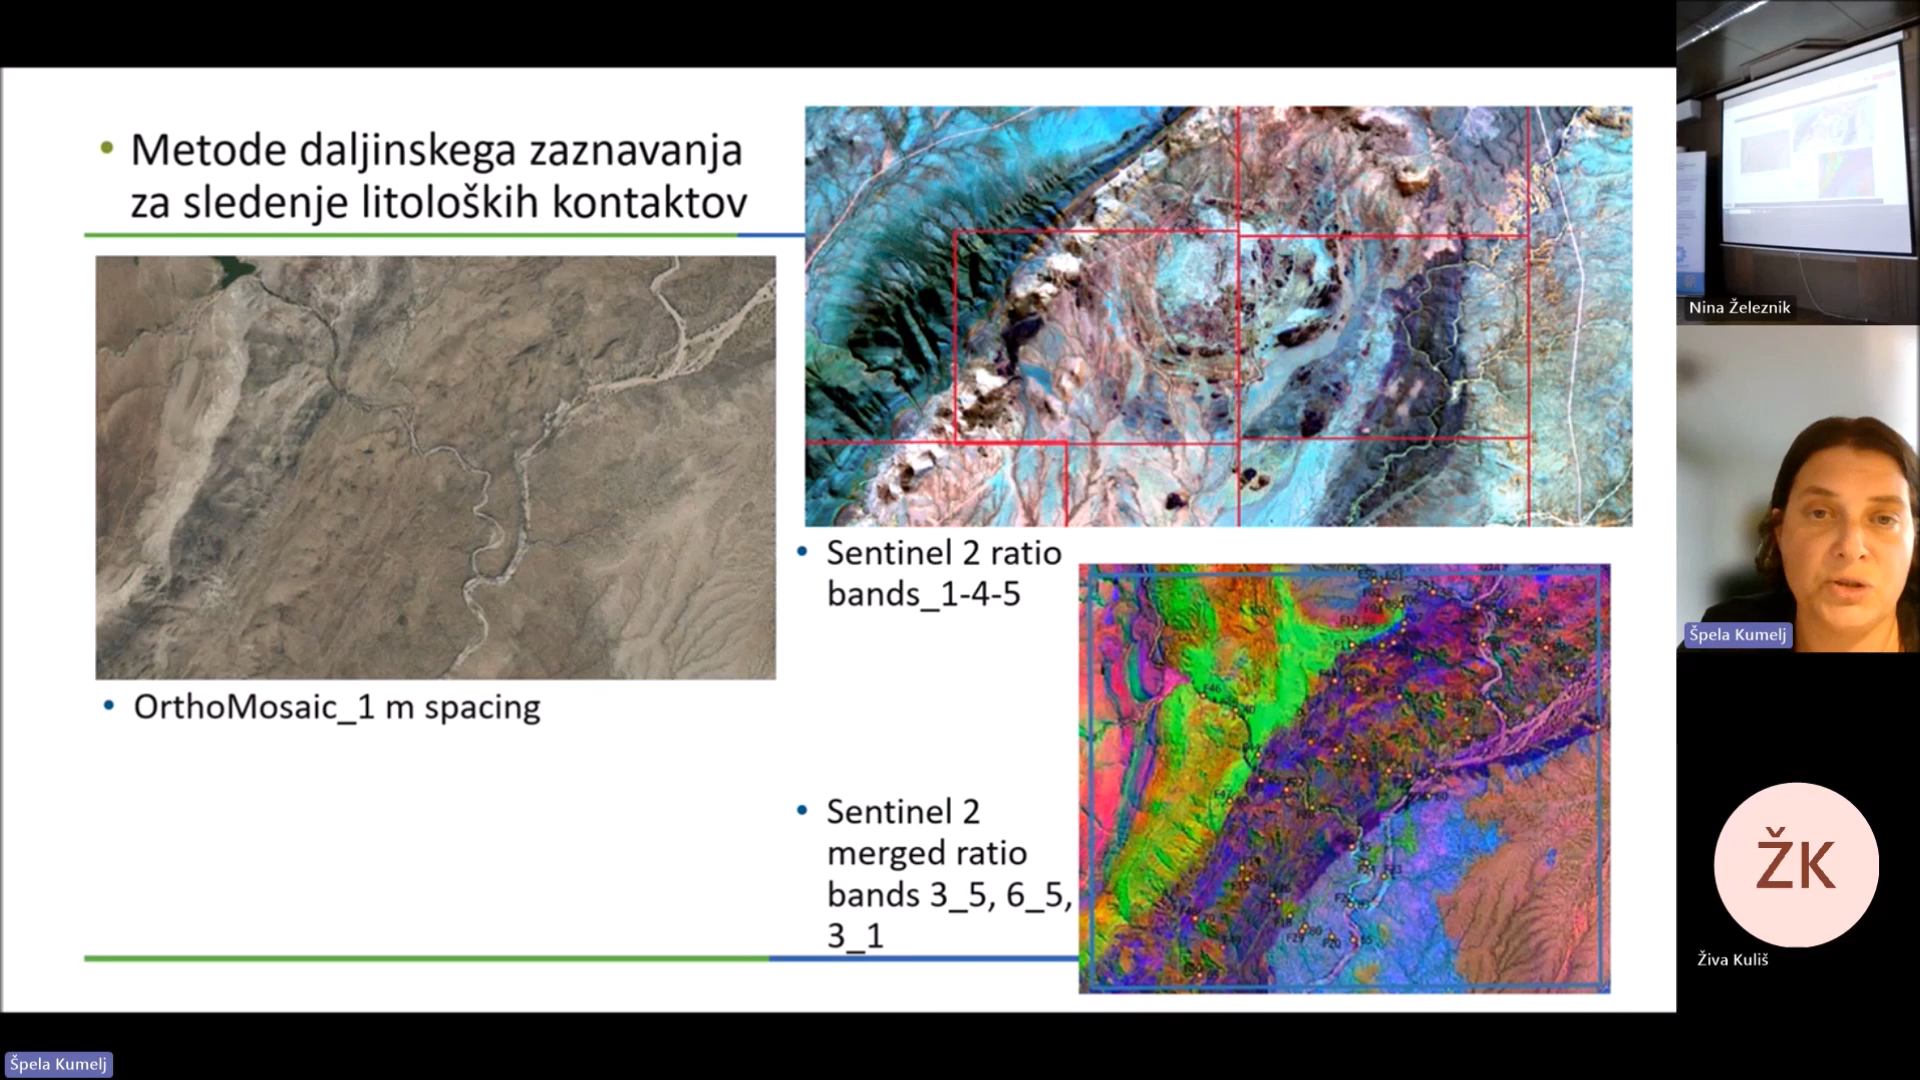 • Metode daljinskega zaznavanja
za sledenje litoloških kontaktov
• OrthoMosaic_1 m spacing
• Sentinel 2 ratio
bands_1-4-5
• Sentinel 2
merged ratio
bands 3_5, 6_5,
3_1
Nina Železnik
Špela Kumelj
ŽK
Živa Kuliš
Špela Kumelj